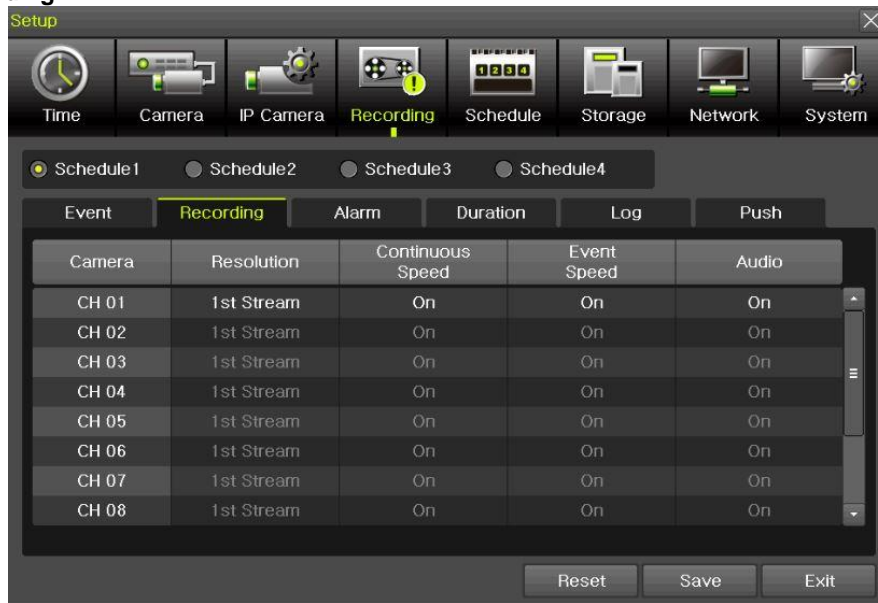 Setup
1 2 3 4
Time Camera IP Camera Recording Schedule Storage Network System
Schedule1 Schedule2 Schedule3 Schedule4
Event Recording Alarm Duration Log Push
Camera Resolution Continuous Speed Event Speed Audio
CH 01 1st Stream On On On
CH 02 1st Stream On On On
CH 03 1st Stream On On On
CH 04 1st Stream On On On
CH 05 1st Stream On On On
CH 06 1st Stream On On On
CH 07 1st Stream On On On
CH 08 1st Stream On On On
Reset Save Exit